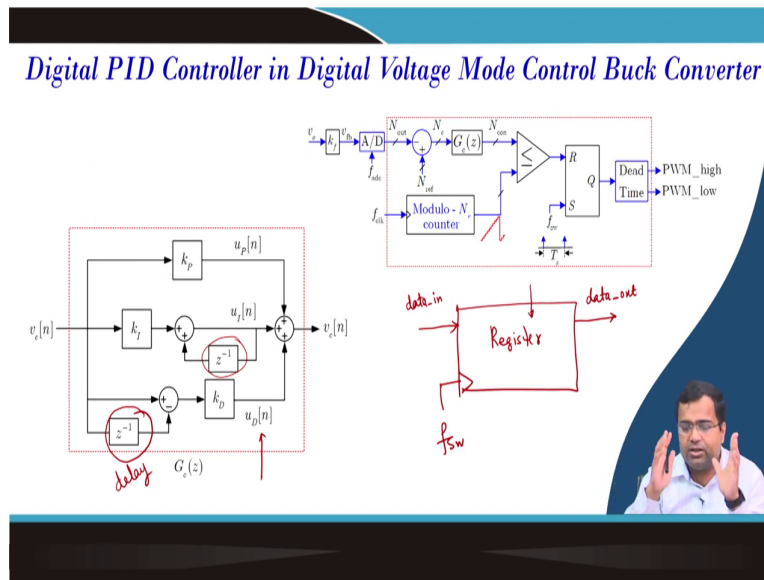 Digital PID Controller in Digital Voltage Mode Control Buck Converter
v_o k_f v_fb A/D N_out - + N_e G_c(z) N_con ≤ R
f_adc N_ref Q Dead Time PWM_high
PWM_low
f_clk Modulo - N_r counter S
f_sw
T_s
u_P[n]
k_P
v_e[n] k_I + + u_I[n] + + + v_c[n]
z⁻¹
+ - k_D
u_D[n]
z⁻¹
delay G_c(z)
data_in data_out
Register
f_sw